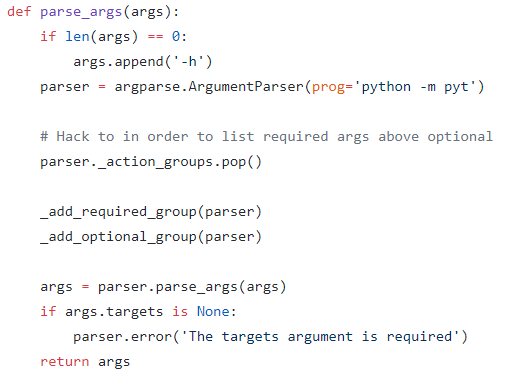 def parse_args(args):
    if len(args) == 0:
        args.append('-h')
    parser = argparse.ArgumentParser(prog='python -m pyt')

    # Hack to in order to list required args above optional
    parser._action_groups.pop()

    _add_required_group(parser)
    _add_optional_group(parser)

    args = parser.parse_args(args)
    if args.targets is None:
        parser.error('The targets argument is required')
    return args